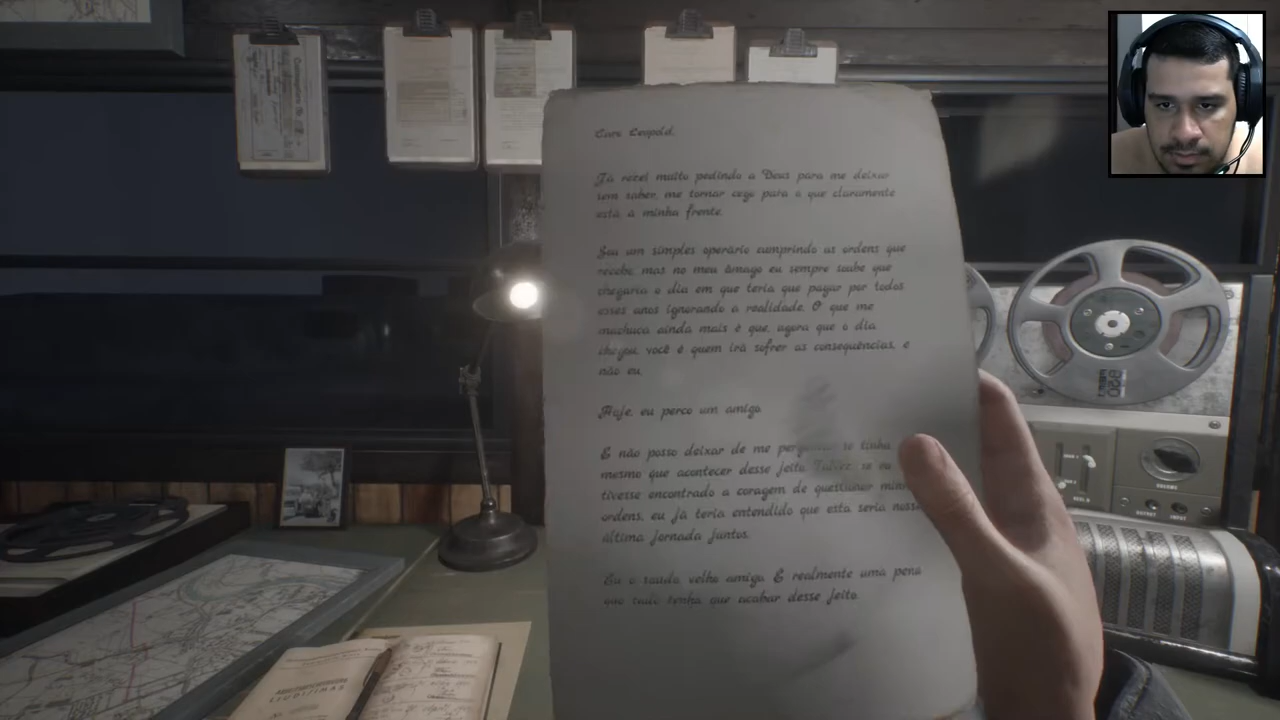 Caro Leopold,
Já rezei muito pedindo a Deus para me deixar
sem saber, me tornar cego para o que claramente
está a minha frente.
Sou um simples operário cumprindo as ordens que
recebo, mas no meu âmago eu sempre soube que
chegaria o dia em que teria que pagar por todos
esses anos ignorando a realidade. O que me
machuca ainda mais é que, agora que o dia
chegou, você é quem irá sofrer as consequências, e
não eu.
Hoje, eu perco um amigo.
E não posso deixar de me perguntar se tinha
mesmo que acontecer desse jeito. Talvez, se eu
tivesse encontrado a coragem de questionar
ordens, eu já teria entendido que esta seria nossa
última jornada juntos.
Eu o saúdo, velho amigo. É realmente uma pena
que tudo tenha que acabar desse jeito.